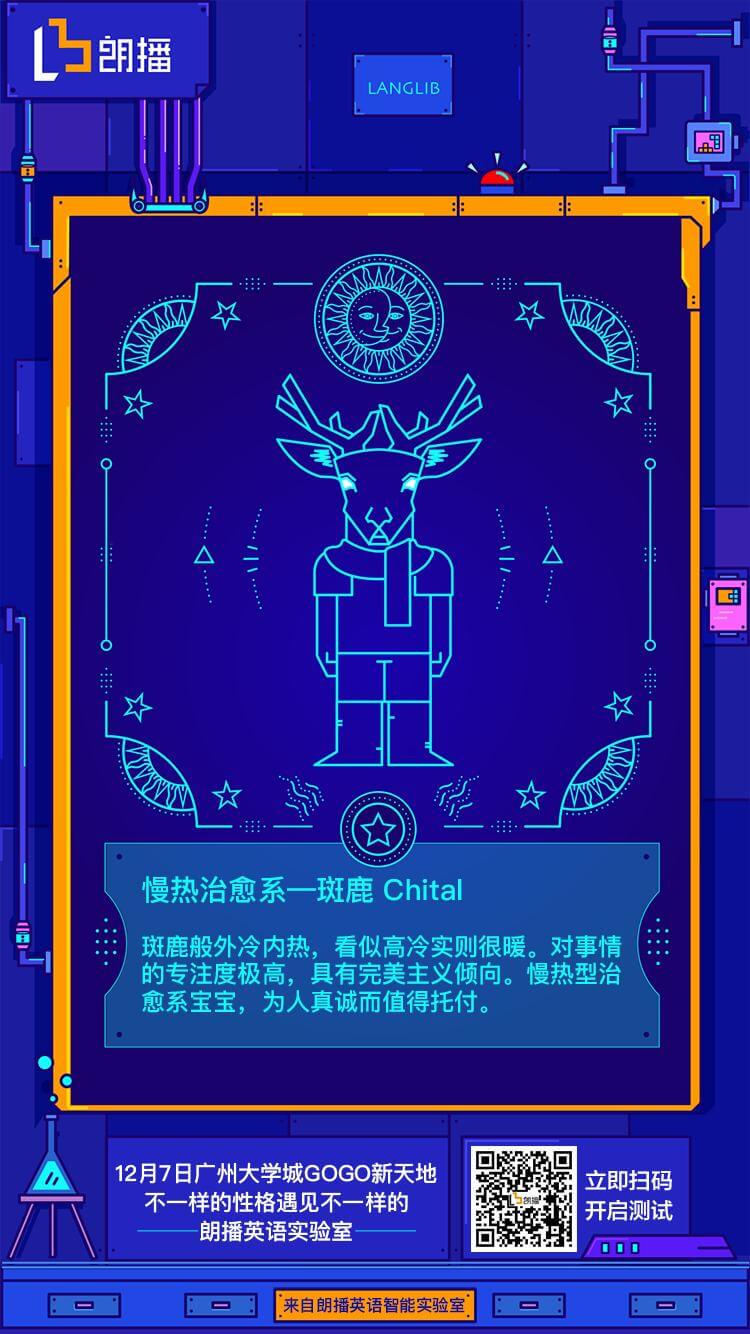 朗播
LANGLIB
慢热治愈系—斑鹿 Chital
斑鹿般外冷内热，看似高冷实则很暖。对事情
的专注度极高，具有完美主义倾向。慢热型治
愈系宝宝，为人真诚而值得托付。
12月7日广州大学城GOGO新天地
不一样的性格遇见不一样的
朗播英语实验室
朗播
立即扫码
开启测试
来自朗播英语智能实验室